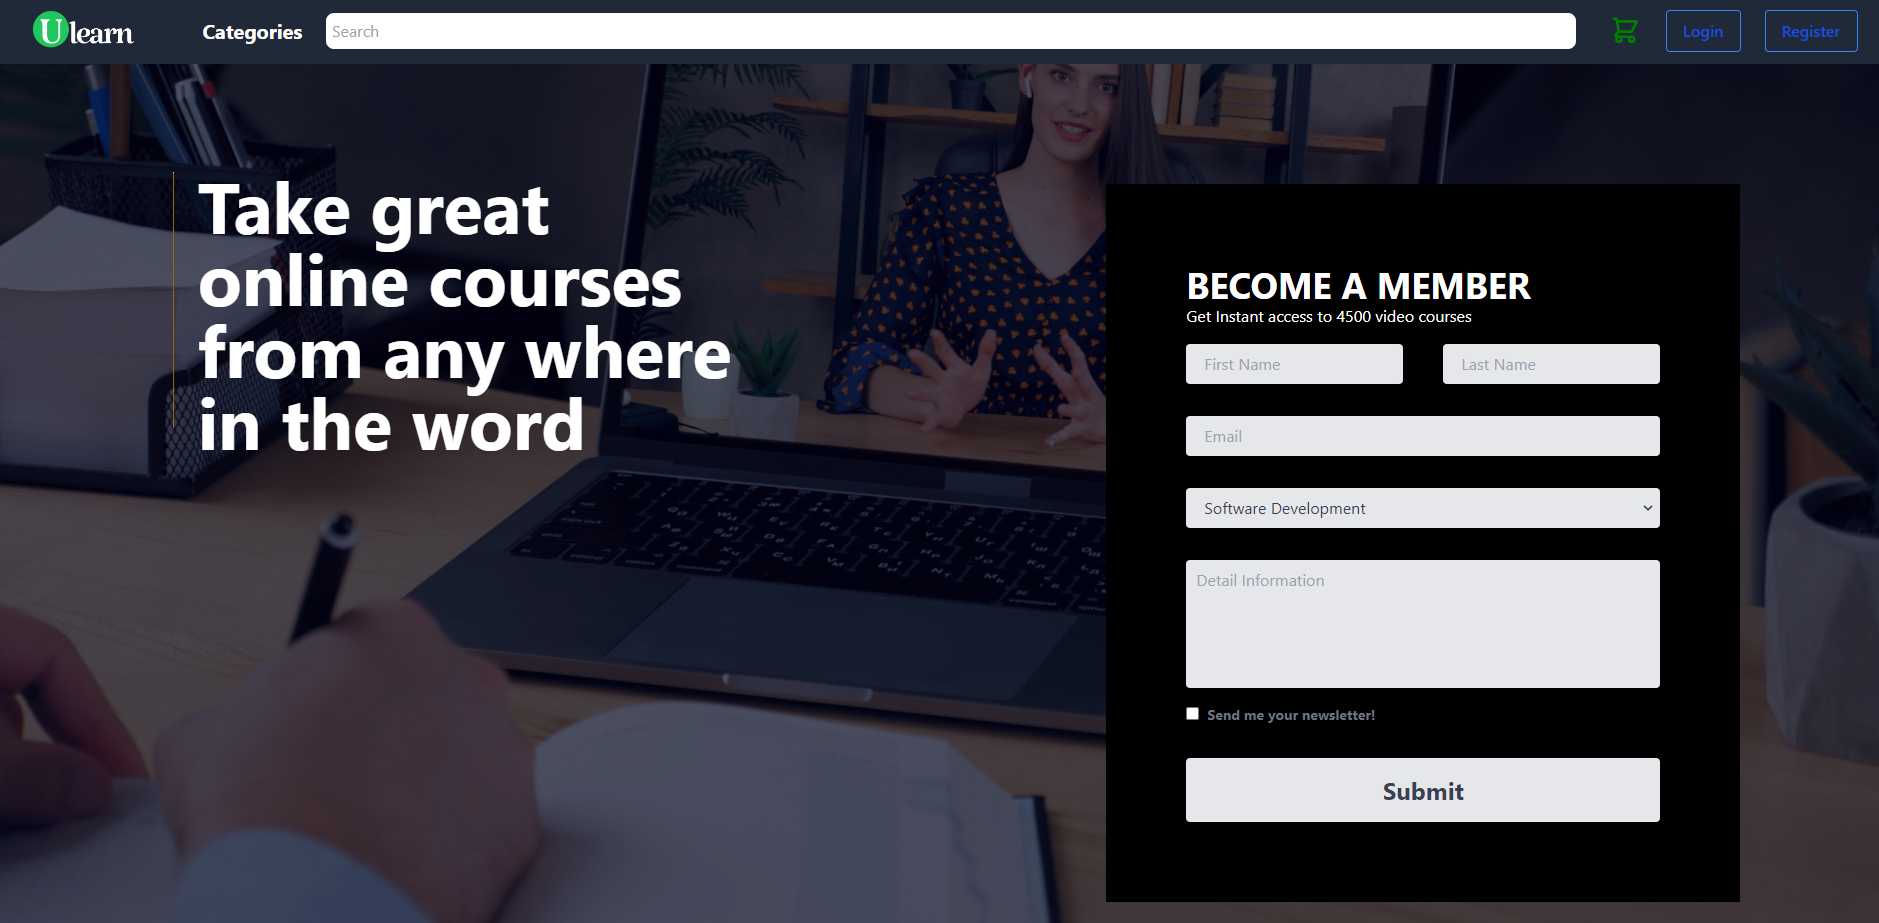 Ulearn
Categories
Search
Login
Register
Take great
online courses
from any where
in the word
BECOME A MEMBER
Get Instant access to 4500 video courses
First Name
Last Name
Email
Software Development
Detail Information
Send me your newsletter!
Submit